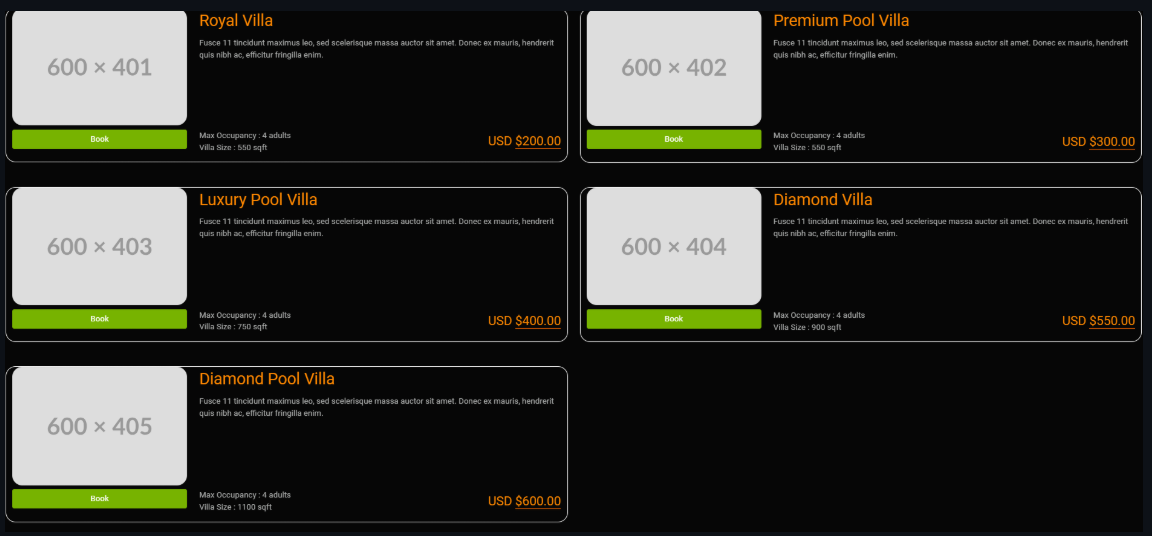 Royal Villa
Fusce 11 tincidunt maximus leo, sed scelerisque massa auctor sit amet. Donec ex mauris, hendrerit
quis nibh ac, efficitur fringilla enim.
600 × 401
Book
Max Occupancy : 4 adults
Villa Size : 550 sqft
USD $200.00
Premium Pool Villa
Fusce 11 tincidunt maximus leo, sed scelerisque massa auctor sit amet. Donec ex mauris, hendrerit
quis nibh ac, efficitur fringilla enim.
600 × 402
Book
Max Occupancy : 4 adults
Villa Size : 550 sqft
USD $300.00
Luxury Pool Villa
Fusce 11 tincidunt maximus leo, sed scelerisque massa auctor sit amet. Donec ex mauris, hendrerit
quis nibh ac, efficitur fringilla enim.
600 × 403
Book
Max Occupancy : 4 adults
Villa Size : 750 sqft
USD $400.00
Diamond Villa
Fusce 11 tincidunt maximus leo, sed scelerisque massa auctor sit amet. Donec ex mauris, hendrerit
quis nibh ac, efficitur fringilla enim.
600 × 404
Book
Max Occupancy : 4 adults
Villa Size : 900 sqft
USD $550.00
Diamond Pool Villa
Fusce 11 tincidunt maximus leo, sed scelerisque massa auctor sit amet. Donec ex mauris, hendrerit
quis nibh ac, efficitur fringilla enim.
600 × 405
Book
Max Occupancy : 4 adults
Villa Size : 1100 sqft
USD $600.00